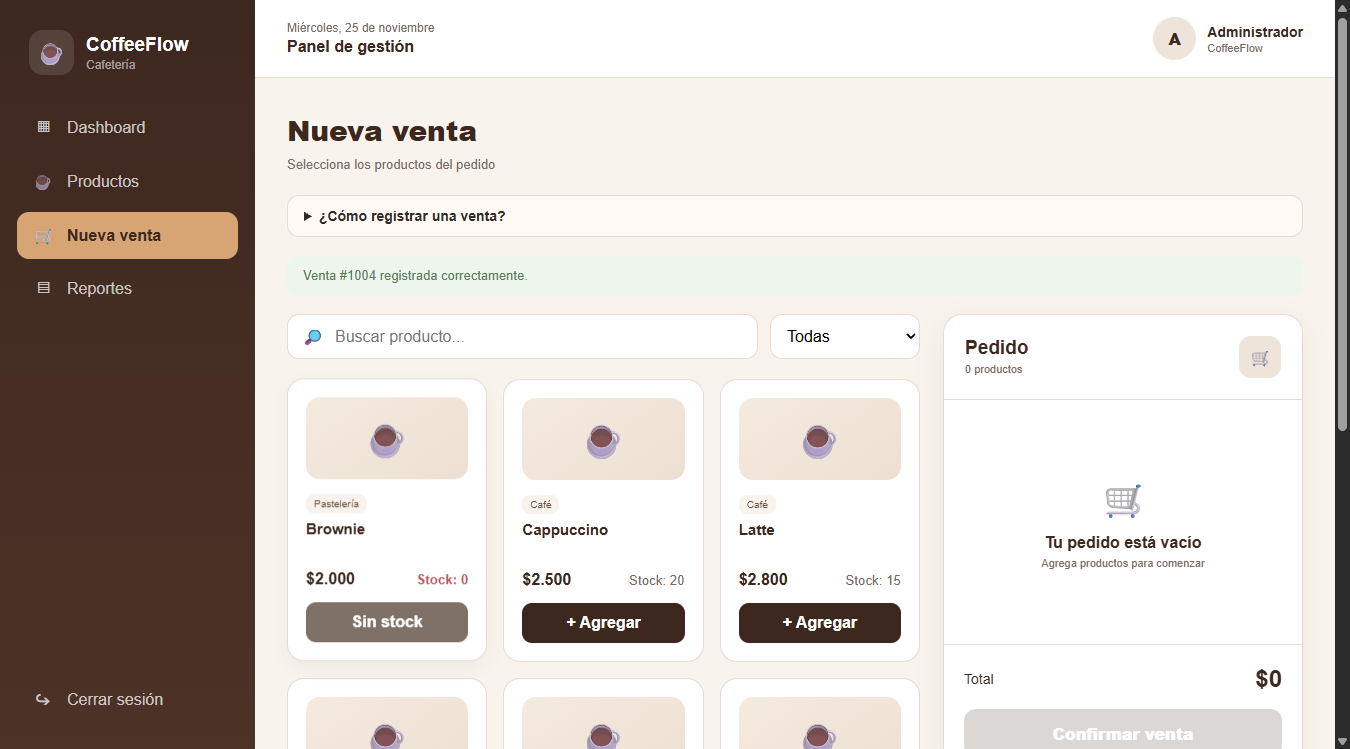 CoffeeFlow
Cafetería
Dashboard
Productos
Nueva venta
Reportes
Cerrar sesión
Miércoles, 25 de noviembre
Panel de gestión
A
Administrador
CoffeeFlow
Nueva venta
Selecciona los productos del pedido
¿Cómo registrar una venta?
Venta #1004 registrada correctamente.
Buscar producto...
Todas
Pastelería
Brownie
$2.000
Stock: 0
Sin stock
Café
Cappuccino
$2.500
Stock: 20
+ Agregar
Café
Latte
$2.800
Stock: 15
+ Agregar
Pedido
0 productos
Tu pedido está vacío
Agrega productos para comenzar
Total
$0
Confirmar venta